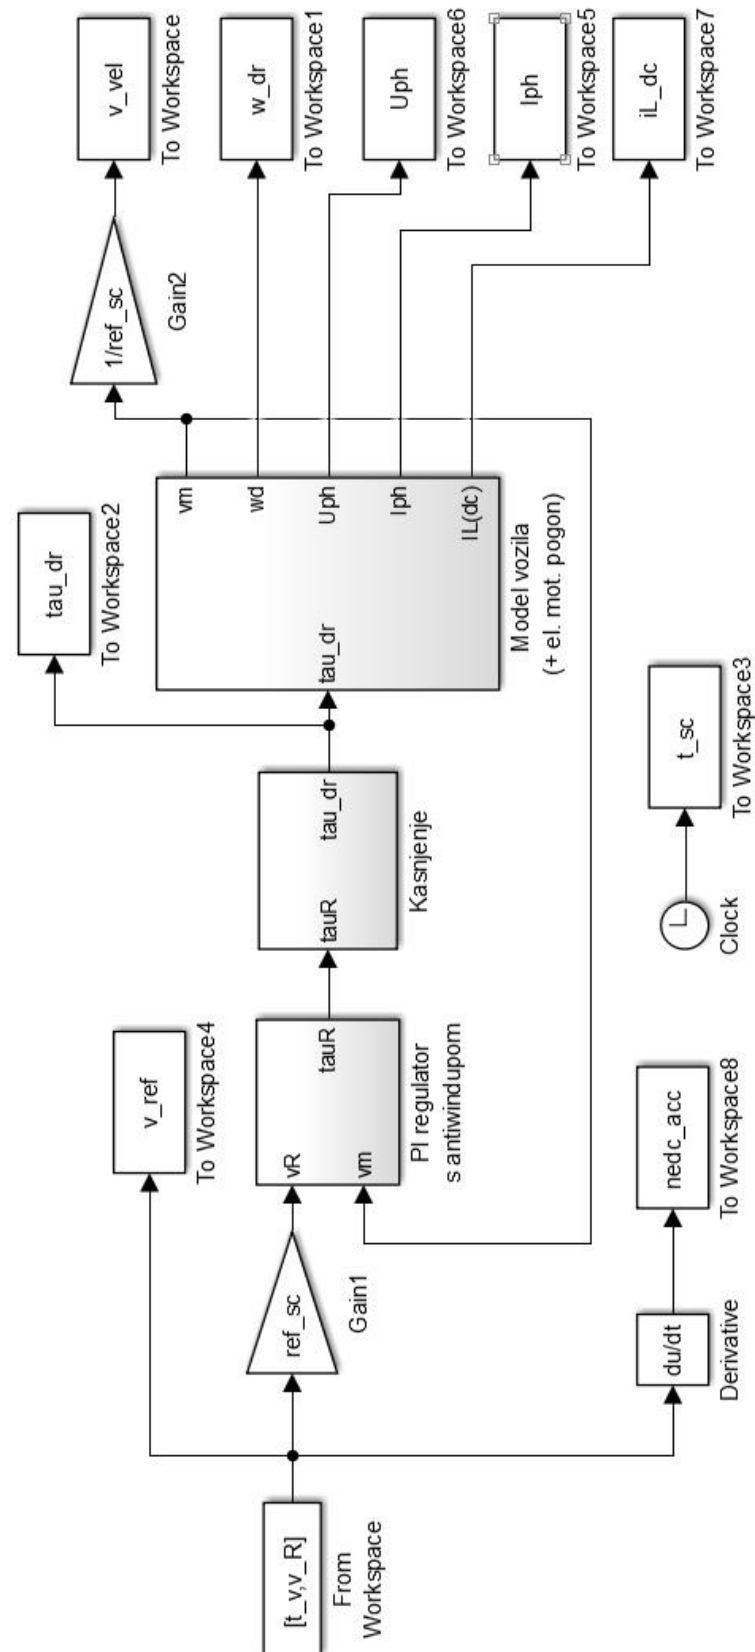 [t_v,v_R]
From
Workspace
v_ref
To Workspace4
ref_sc
Gain1
vR
vm
tauR
PI regulator
s antiwindupom
tauR
tau_dr
Kasnjenje
tau_dr
To Workspace2
tau_dr
vm
wd
Uph
Iph
IL(dc)
Model vozila
(+ el. mot. pogon)
1/ref_sc
Gain2
v_vel
To Workspace
w_dr
To Workspace1
Uph
To Workspace6
Iph
To Workspace5
iL_dc
To Workspace7
du/dt
Derivative
nedc_acc
To Workspace8
Clock
t_sc
To Workspace3